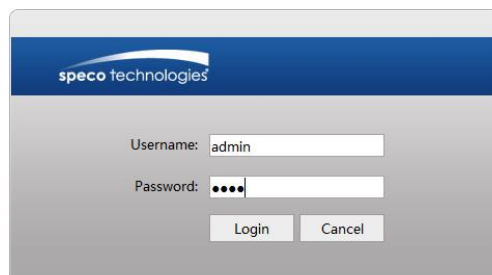 speco technologies®
Username: admin
Password: ••••
Login Cancel